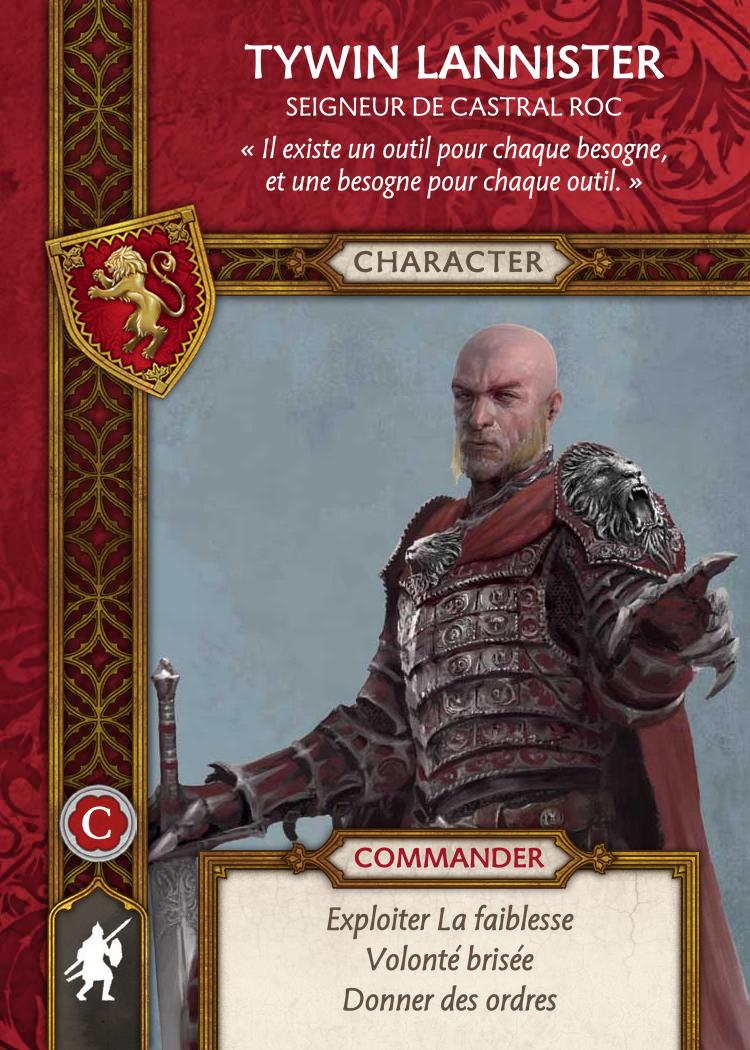 TYWIN LANNISTER
SEIGNEUR DE CASTRAL ROC
« Il existe un outil pour chaque besogne,
et une besogne pour chaque outil. »
CHARACTER
C
COMMANDER
Exploiter La faiblesse
Volonté brisée
Donner des ordres